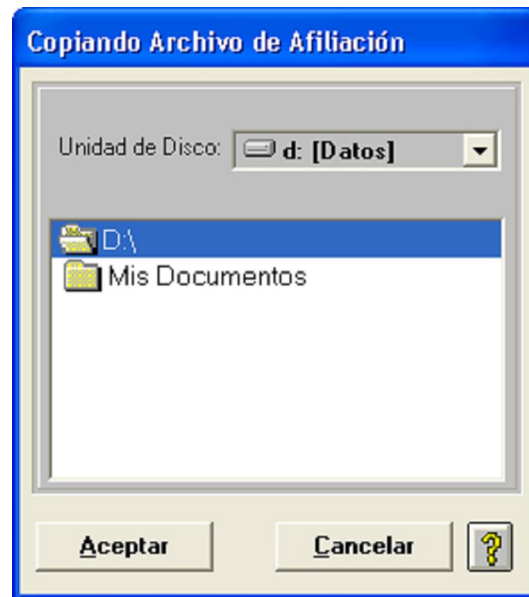 Copiando Archivo de Afiliación
Unidad de Disco: d: [Datos]
D:\
Mis Documentos
Aceptar Cancelar ?